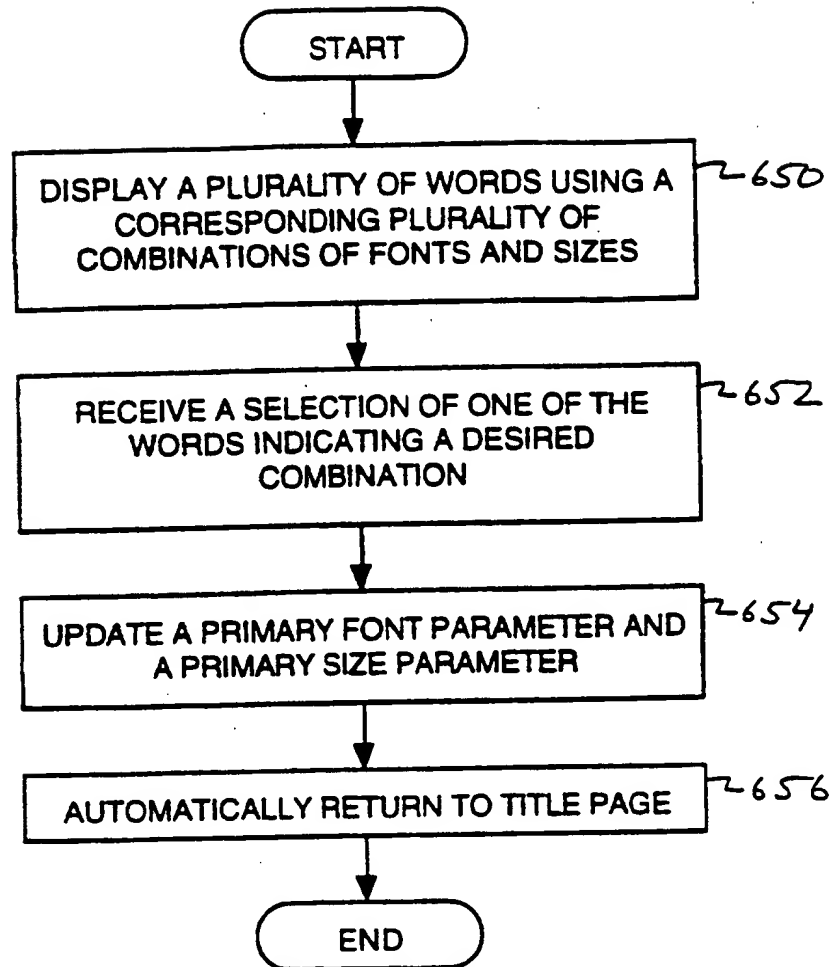 START
DISPLAY A PLURALITY OF WORDS USING A
CORRESPONDING PLURALITY OF
COMBINATIONS OF FONTS AND SIZES
650
RECEIVE A SELECTION OF ONE OF THE
WORDS INDICATING A DESIRED
COMBINATION
652
UPDATE A PRIMARY FONT PARAMETER AND
A PRIMARY SIZE PARAMETER
654
AUTOMATICALLY RETURN TO TITLE PAGE
656
END